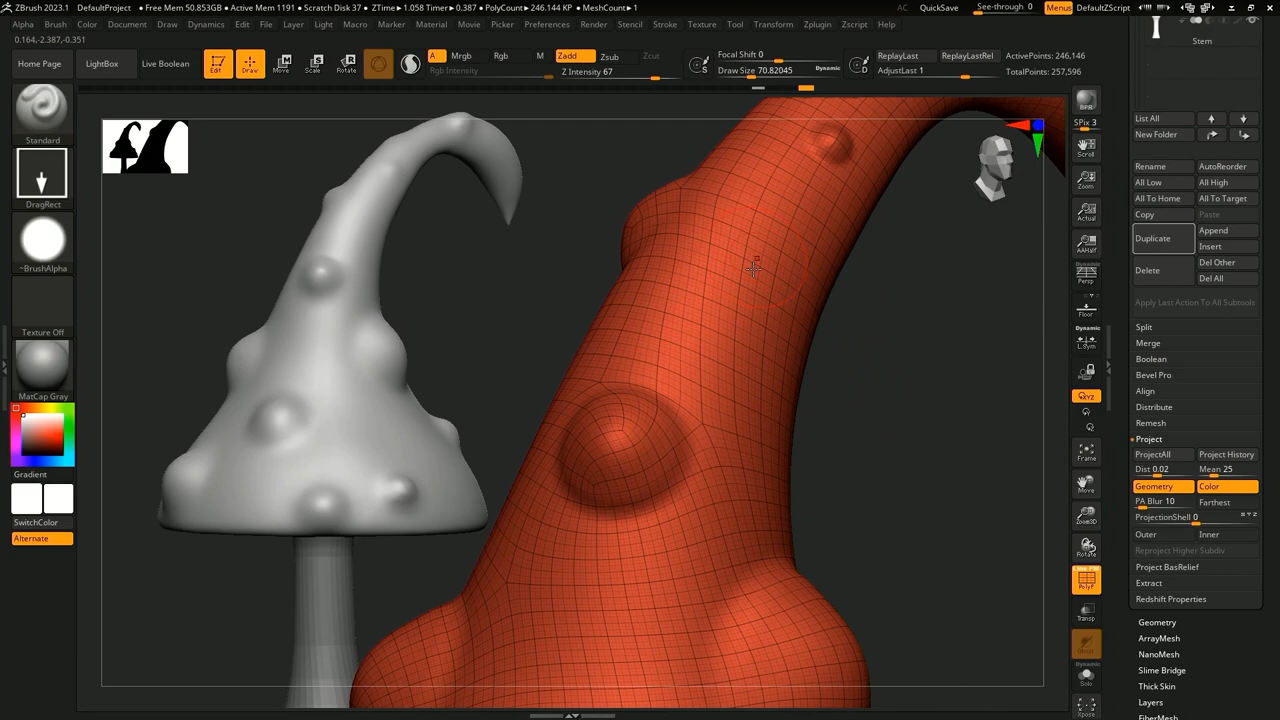 ZBrush 2023.1 DefaultProject • Free Mem 50.853GB • Active Mem 1191 • Scratch Disk 37 • ZTime▸1.058 Timer▸0.387 • PolyCount▸246.144 KP • MeshCount▸1 AC QuickSave See-through 0 Menus DefaultZScript
Alpha Brush Color Document Draw Dynamics Edit File Layer Light Macro Marker Material Movie Picker Preferences Render Stencil Stroke Texture Tool Transform Zplugin Zscript Help
0.164,-2.387,-0.351
Home Page LightBox Live Boolean Edit Draw Move Scale Rotate
A Mrgb Rgb M Zadd Zsub Zcut
Rgb Intensity Z Intensity 67
Focal Shift 0
Draw Size 70.82045 Dynamic
S D
ReplayLast ReplayLastRel
AdjustLast 1
ActivePoints: 246,146
TotalPoints: 257,596
Standard
DragRect
~BrushAlpha
Texture Off
MatCap Gray
Gradient
SwitchColor
Alternate
BPR
SPix 3
Scroll
Zoom
Actual
AAHalf
Dynamic
Persp
Floor
Dynamic
L.Sym
XYZ
Frame
Move
Zoom3D
Rotate
Line Fill
PolyF
Transp
Ghost
Dynamic
Solo
Xpose
Stem
List All
New Folder
Rename AutoReorder
All Low All High
All To Home All To Target
Copy Paste
Duplicate Append
Insert
Delete Del Other
Del All
Apply Last Action To All Subtools
Split
Merge
Boolean
Bevel Pro
Align
Distribute
Remesh
Project
ProjectAll Project History
Dist 0.02 Mean 25
Geometry Color
PA Blur 10 Farthest
ProjectionShell 0
Outer Inner
Reproject Higher Subdiv
Project BasRelief
Extract
Redshift Properties
Geometry
ArrayMesh
NanoMesh
Slime Bridge
Thick Skin
Layers
FiberMesh